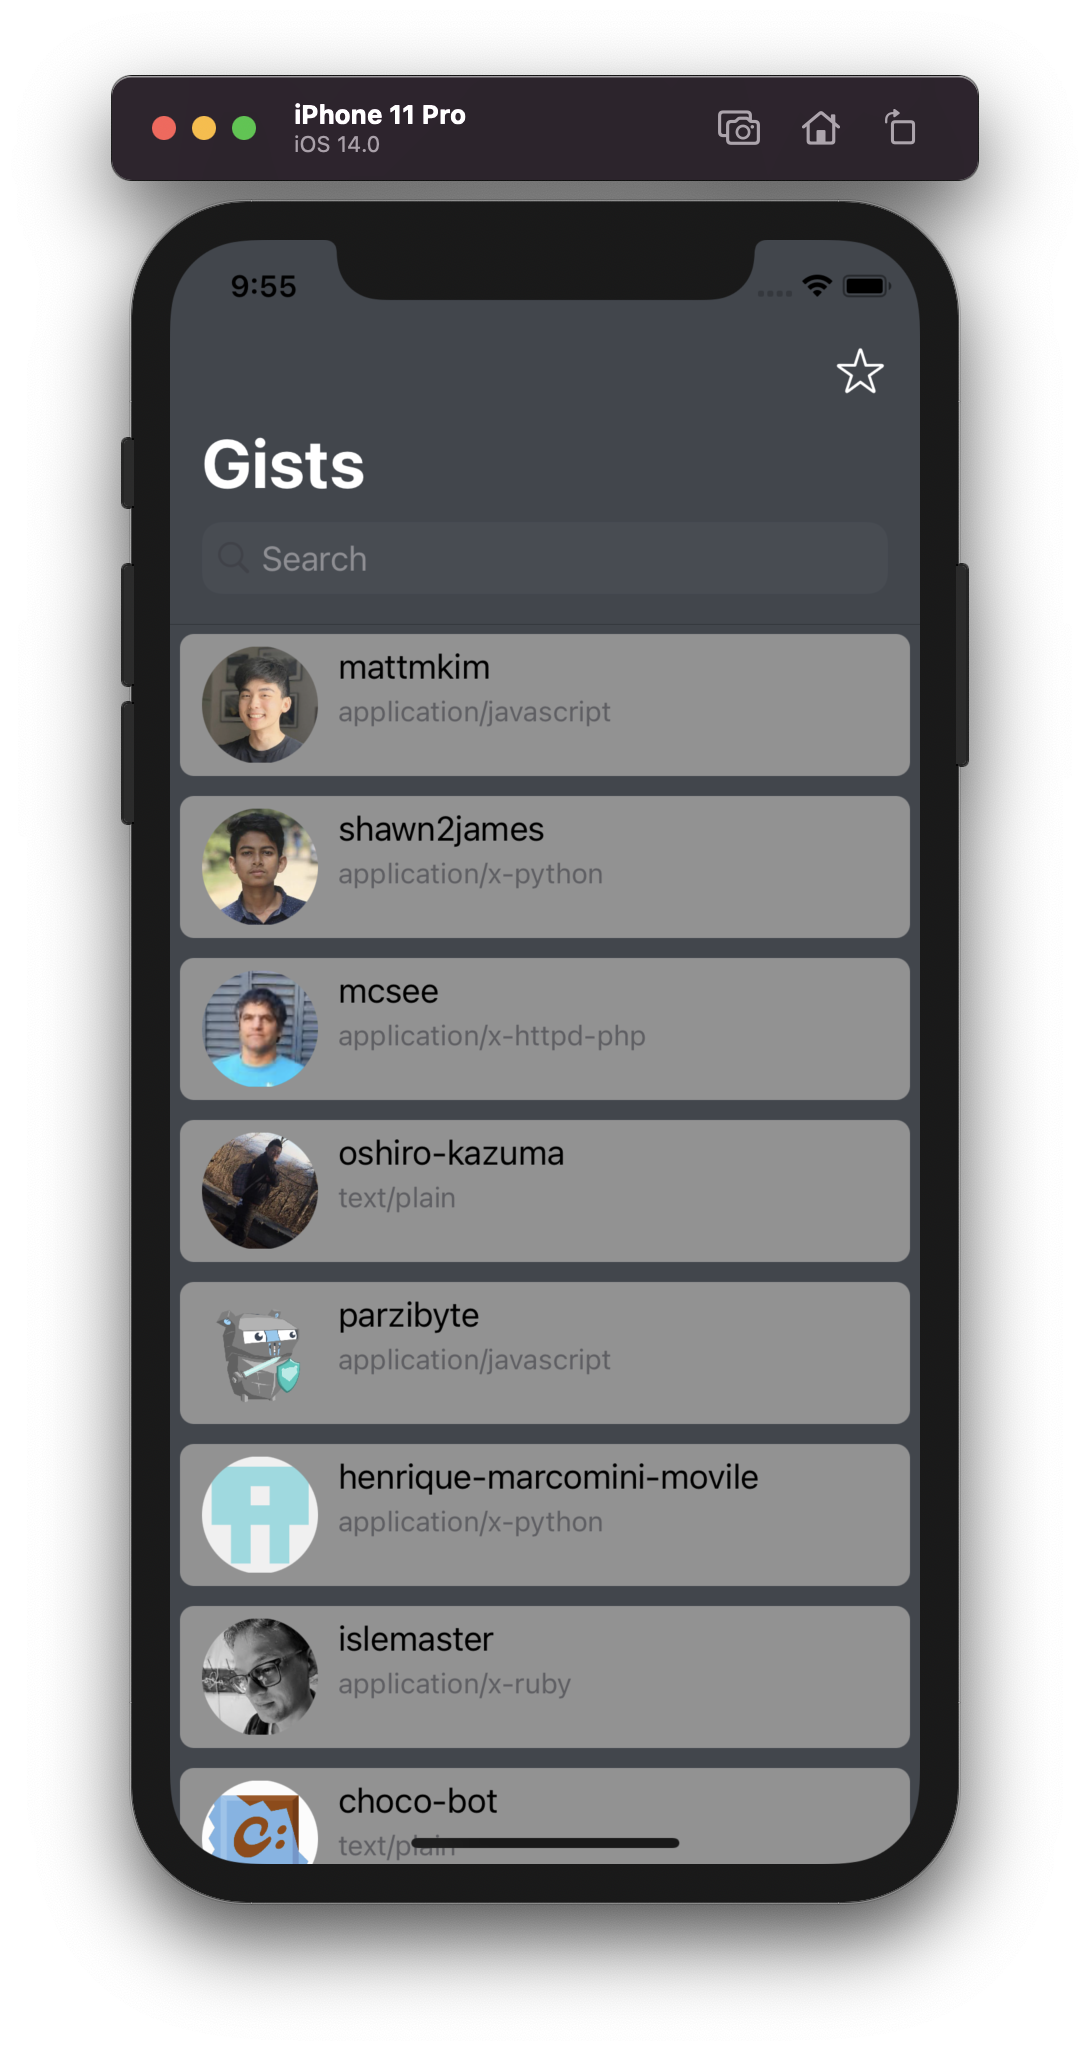 iPhone 11 Pro
iOS 14.0
9:55
Gists
Search
mattmkim
application/javascript
shawn2james
application/x-python
mcsee
application/x-httpd-php
oshiro-kazuma
text/plain
parzibyte
application/javascript
henrique-marcomini-movile
application/x-python
islemaster
application/x-ruby
choco-bot
text/plain
C: